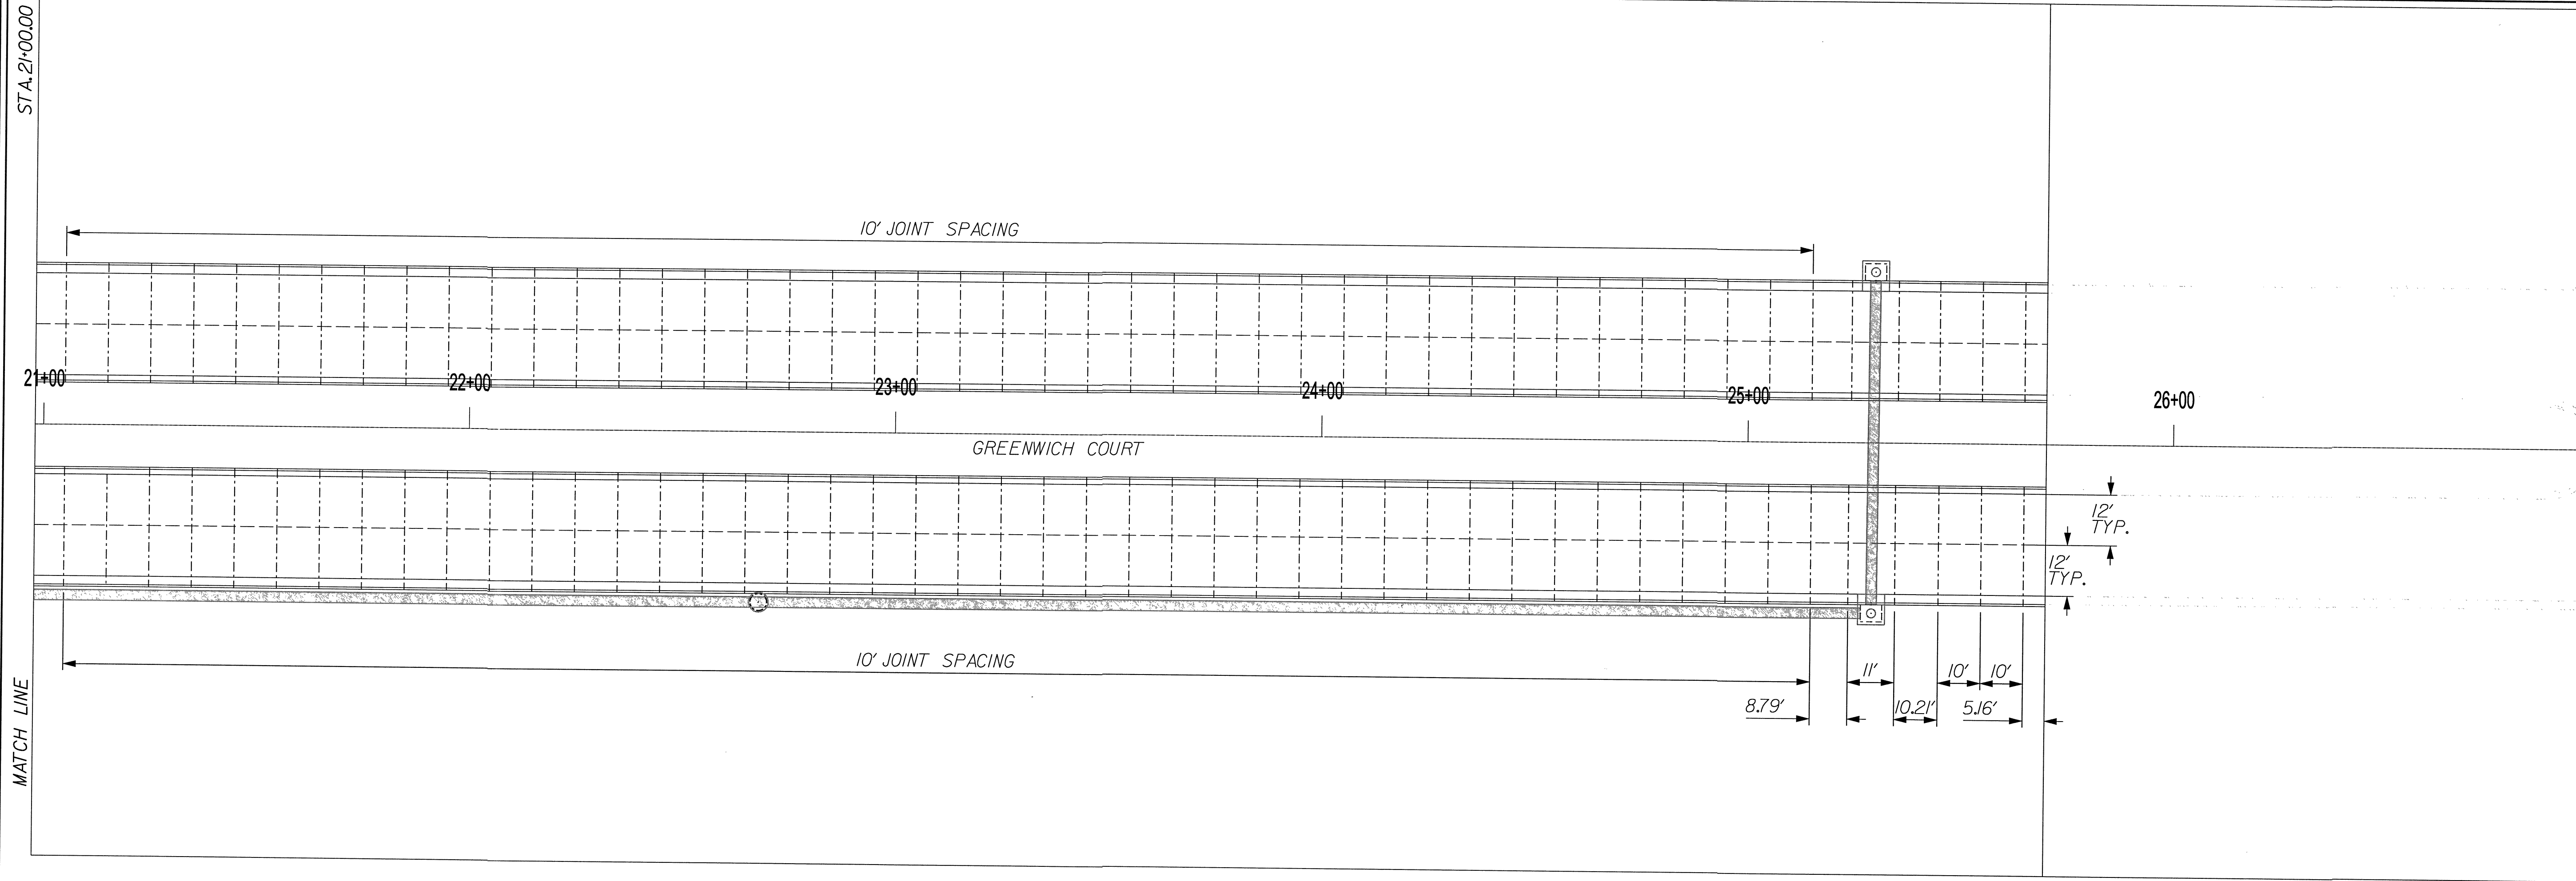 STA. 21+00.00
10' JOINT SPACING
21+00
22+00
23+00
24+00
25+00
26+00
GREENWICH COURT
12'
TYP.
12'
TYP.
10' JOINT SPACING
11'
10'
10'
8.79'
10.21'
5.16'
MATCH LINE